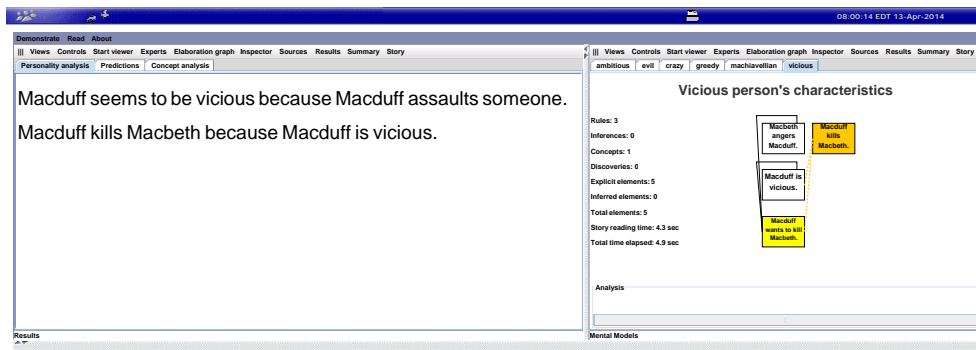 08:00:14 EDT 13-Apr-2014
Demonstrate Read About
Views Controls Start viewer Experts Elaboration graph Inspector Sources Results Summary Story
Personality analysis Predictions Concept analysis
Macduff seems to be vicious because Macduff assaults someone.
Macduff kills Macbeth because Macduff is vicious.
Results
Views Controls Start viewer Experts Elaboration graph Inspector Sources Results Summary Story
ambitious evil crazy greedy machiavellian vicious
Vicious person's characteristics
Rules: 3
Inferences: 0
Concepts: 1
Discoveries: 0
Explicit elements: 5
Inferred elements: 0
Total elements: 5
Story reading time: 4.3 sec
Total time elapsed: 4.9 sec
Macbeth
angers
Macduff.
Macduff
kills
Macbeth.
Macduff is
vicious.
Macduff
wants to kill
Macbeth.
Analysis
Mental Models